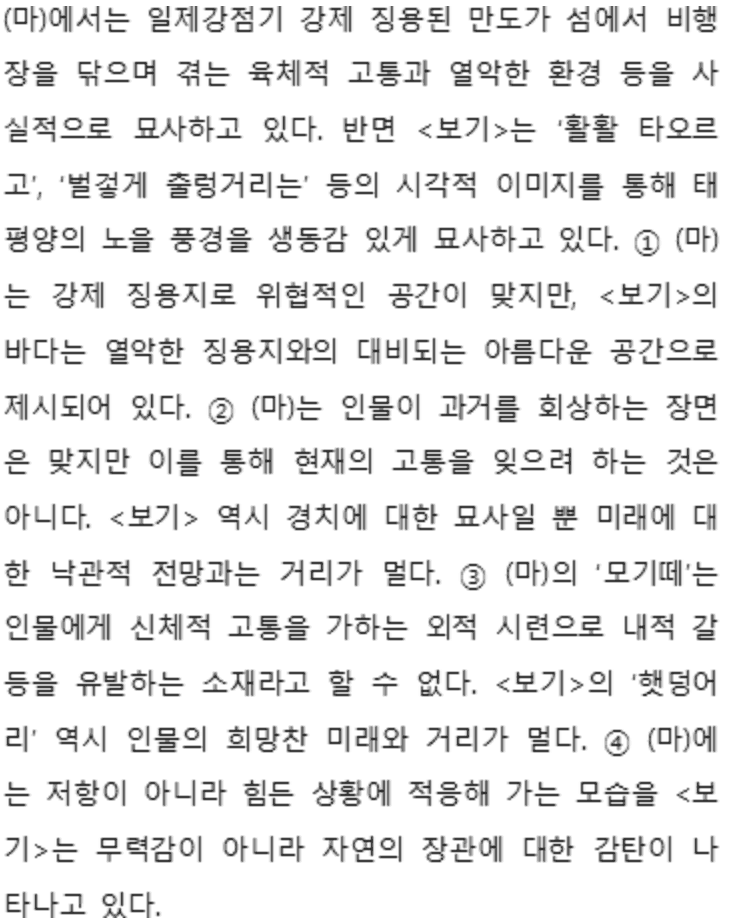 (마)에서는 일제강점기 강제 징용된 만도가 섬에서 비행
장을 닦으며 겪는 육체적 고통과 열악한 환경 등을 사
실적으로 묘사하고 있다. 반면 <보기>는 ‘활활 타오르
고’, ‘벌겋게 출렁거리는’ 등의 시각적 이미지를 통해 태
평양의 노을 풍경을 생동감 있게 묘사하고 있다. ① (마)
는 강제 징용지로 위협적인 공간이 맞지만, <보기>의
바다는 열악한 징용지와의 대비되는 아름다운 공간으로
제시되어 있다. ② (마)는 인물이 과거를 회상하는 장면
은 맞지만 이를 통해 현재의 고통을 잊으려 하는 것은
아니다. <보기> 역시 경치에 대한 묘사일 뿐 미래에 대
한 낙관적 전망과는 거리가 멀다. ③ (마)의 ‘모기떼’는
인물에게 신체적 고통을 가하는 외적 시련으로 내적 갈
등을 유발하는 소재라고 할 수 없다. <보기>의 ‘햇덩어
리’ 역시 인물의 희망찬 미래와 거리가 멀다. ④ (마)에
는 저항이 아니라 힘든 상황에 적응해 가는 모습을 <보
기>는 무력감이 아니라 자연의 장관에 대한 감탄이 나
타나고 있다.